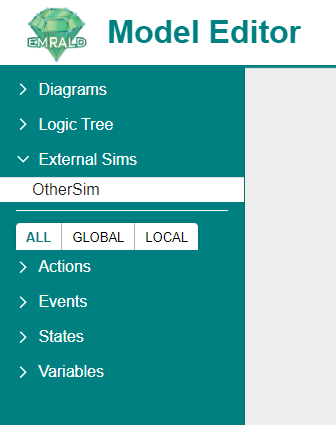 EMRALD
Model Editor
Diagrams
Logic Tree
External Sims
OtherSim
ALL GLOBAL LOCAL
Actions
Events
States
Variables